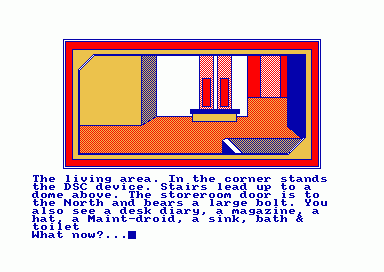 The living area. In the corner stands
the DSC device. Stairs lead up to a
dome above. The storeroom door is to
the North and bears a large bolt. You
also see a desk diary, a magazine, a
hat, a Maint-droid, a sink, bath &
toilet
What now?...